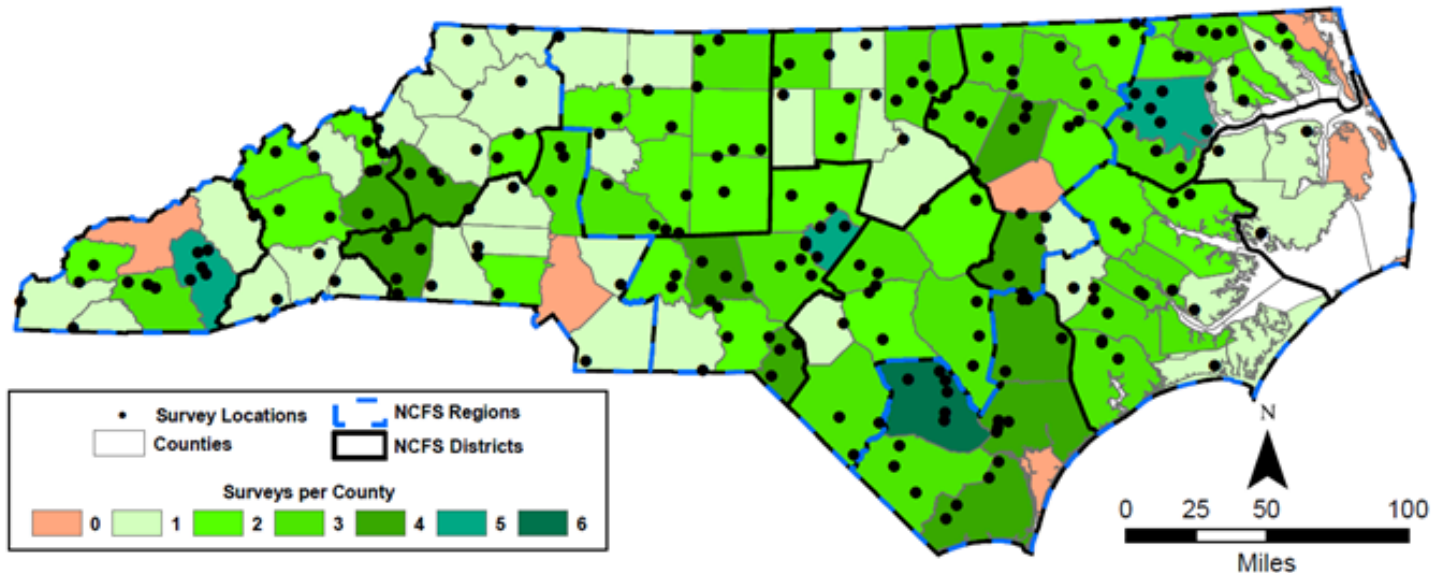 Survey Locations
NCFS Regions
Counties
NCFS Districts
Surveys per County
0 1 2 3 4 5 6
N
0 25 50 100
Miles